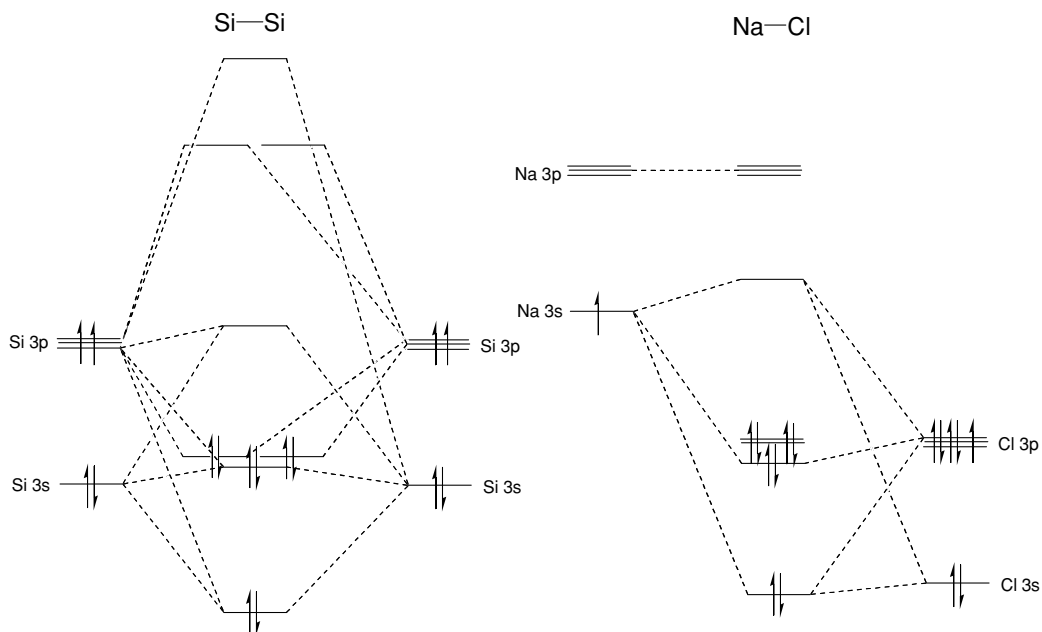 Si—Si
Na—Cl
Na 3p
Na 3s
Si 3p
Si 3p
Cl 3p
Si 3s
Si 3s
Cl 3s